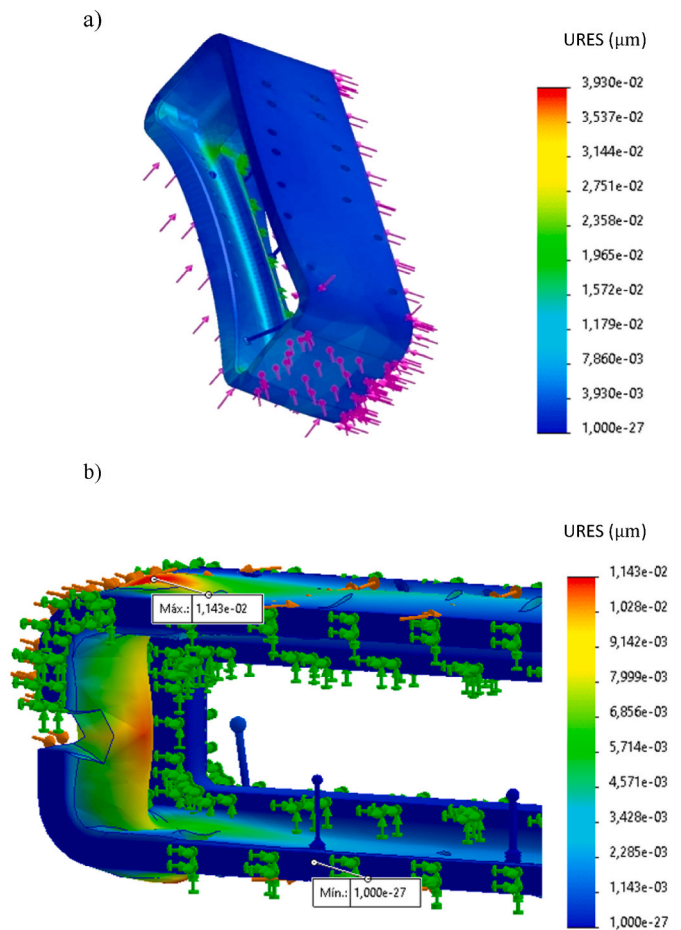 a)
URES (μm)
3,930e-02
3,537e-02
3,144e-02
2,751e-02
2,358e-02
1,965e-02
1,572e-02
1,179e-02
7,860e-03
3,930e-03
1,000e-27
b)
URES (μm)
1,143e-02
1,028e-02
9,142e-03
7,999e-03
6,856e-03
5,714e-03
4,571e-03
3,428e-03
2,285e-03
1,143e-03
1,000e-27
Máx.: 1,143e-02
Mín.: 1,000e-27